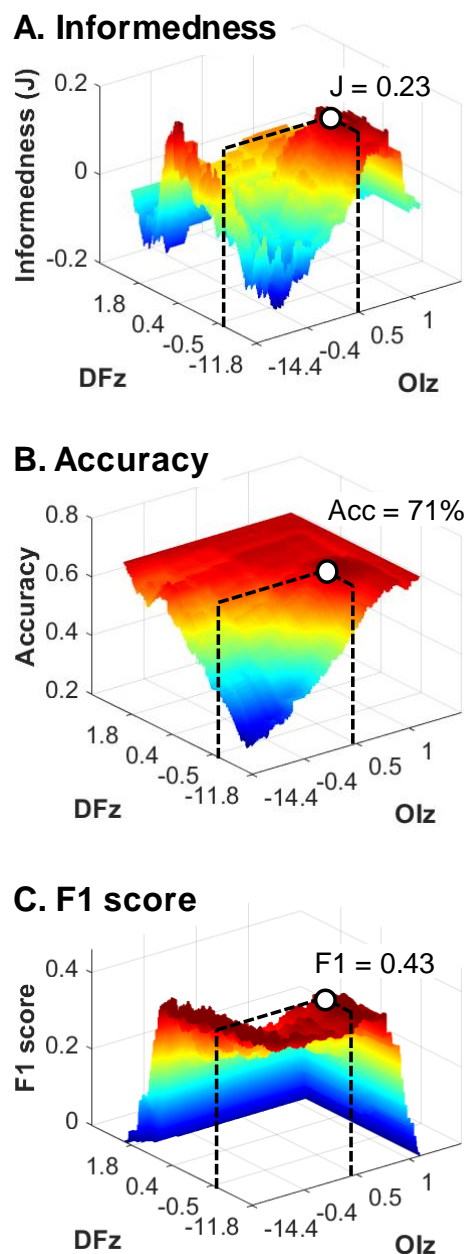 A. Informedness
J = 0.23
Informedness (J)
0.2
0
-0.2
1.8
0.4
-0.5
-11.8
DFz
-14.4
-0.4
0.5
1
OIz
B. Accuracy
Acc = 71%
Accuracy
0.8
0.6
0.4
0.2
1.8
0.4
-0.5
-11.8
DFz
-14.4
-0.4
0.5
1
OIz
C. F1 score
F1 = 0.43
F1 score
0.4
0.2
0
1.8
0.4
-0.5
-11.8
DFz
-14.4
-0.4
0.5
1
OIz